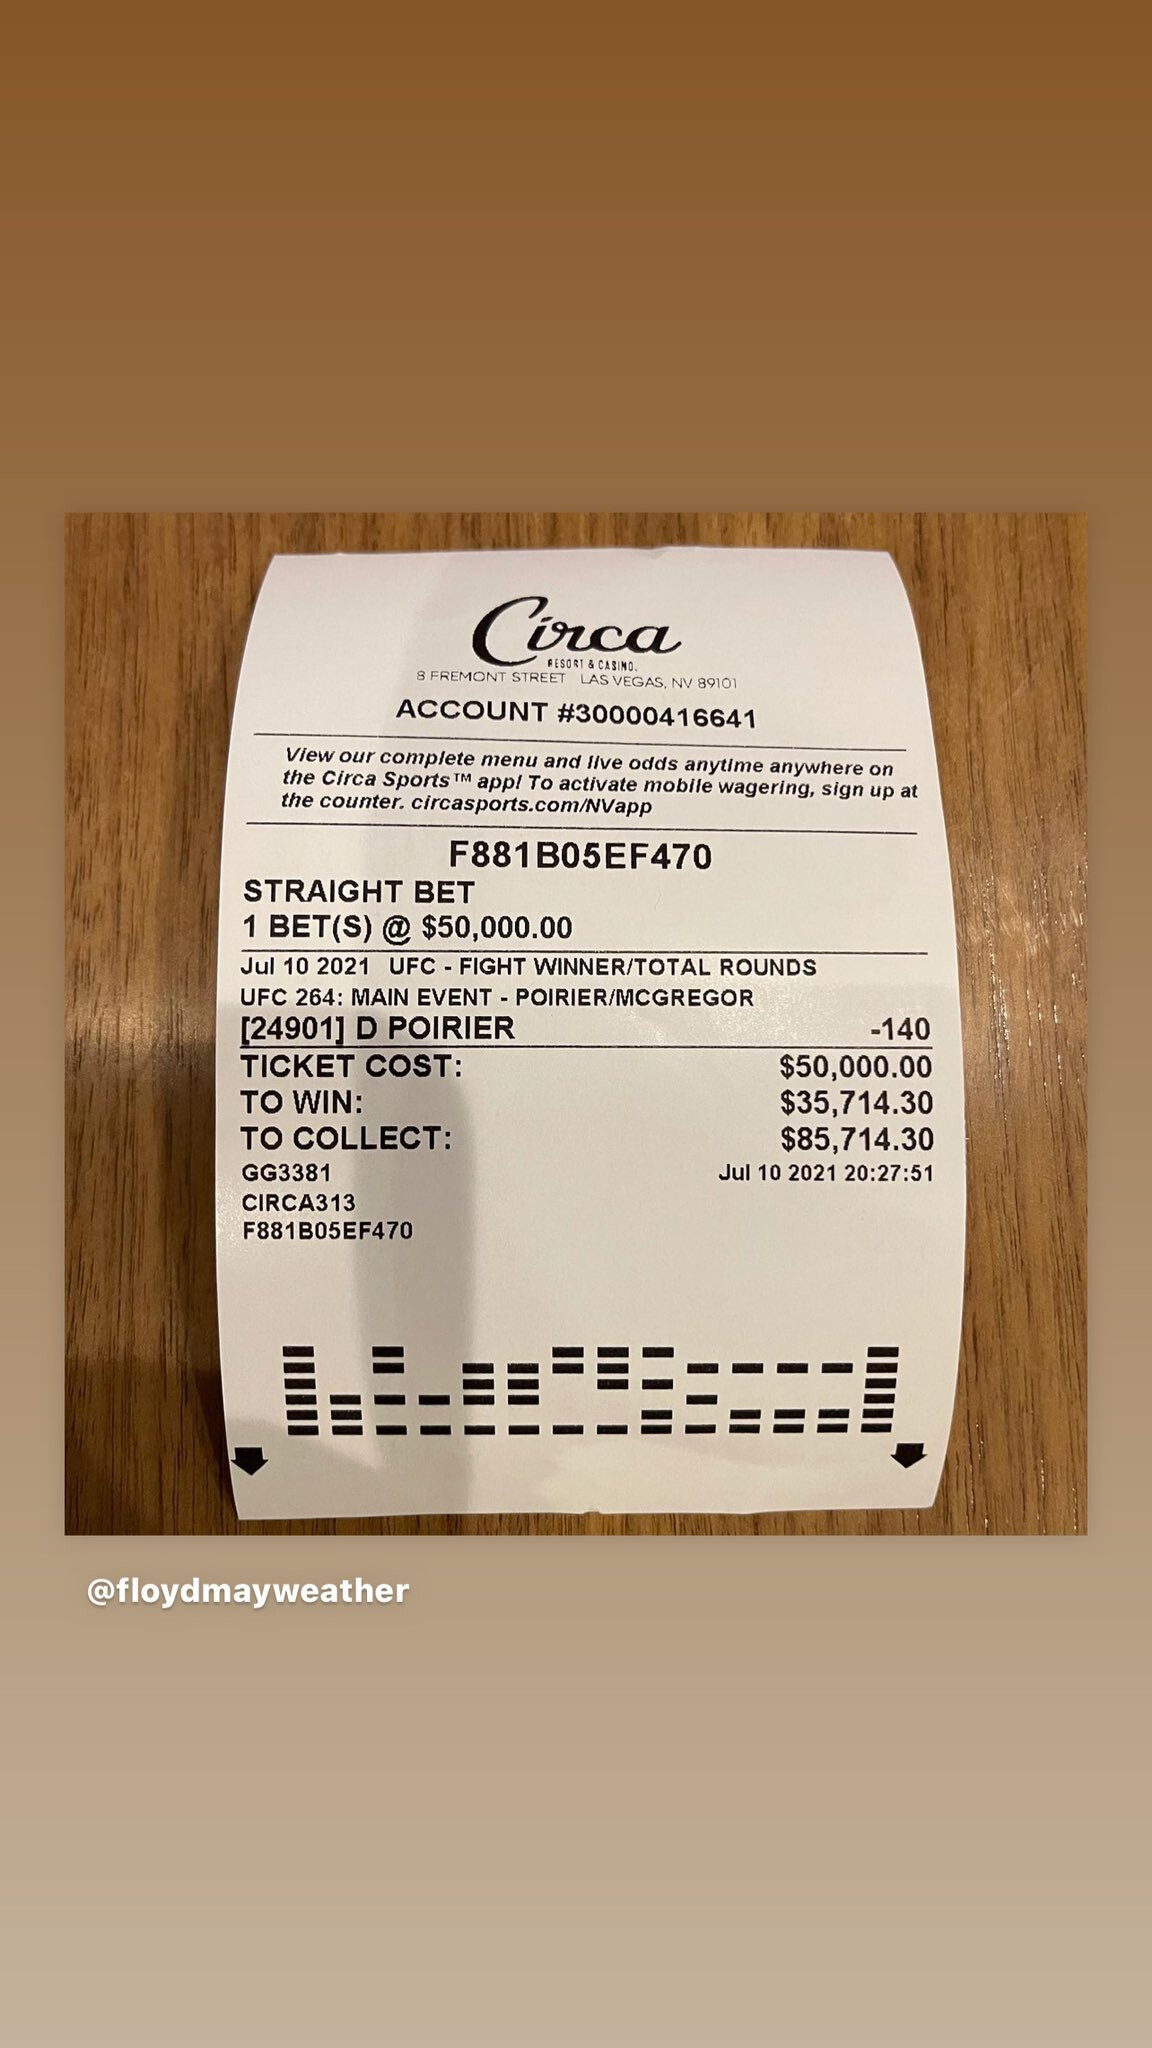 Circa
RESORT & CASINO.
8 FREMONT STREET LAS VEGAS, NV 89101
ACCOUNT #30000416641
View our complete menu and live odds anytime anywhere on
the Circa Sports™ app! To activate mobile wagering, sign up at
the counter. circasports.com/NVapp
F881B05EF470
STRAIGHT BET
1 BET(S) @ $50,000.00
Jul 10 2021 UFC - FIGHT WINNER/TOTAL ROUNDS
UFC 264: MAIN EVENT - POIRIER/MCGREGOR
[24901] D POIRIER -140
TICKET COST: $50,000.00
TO WIN: $35,714.30
TO COLLECT: $85,714.30
GG3381 Jul 10 2021 20:27:51
CIRCA313
F881B05EF470
@floydmayweather